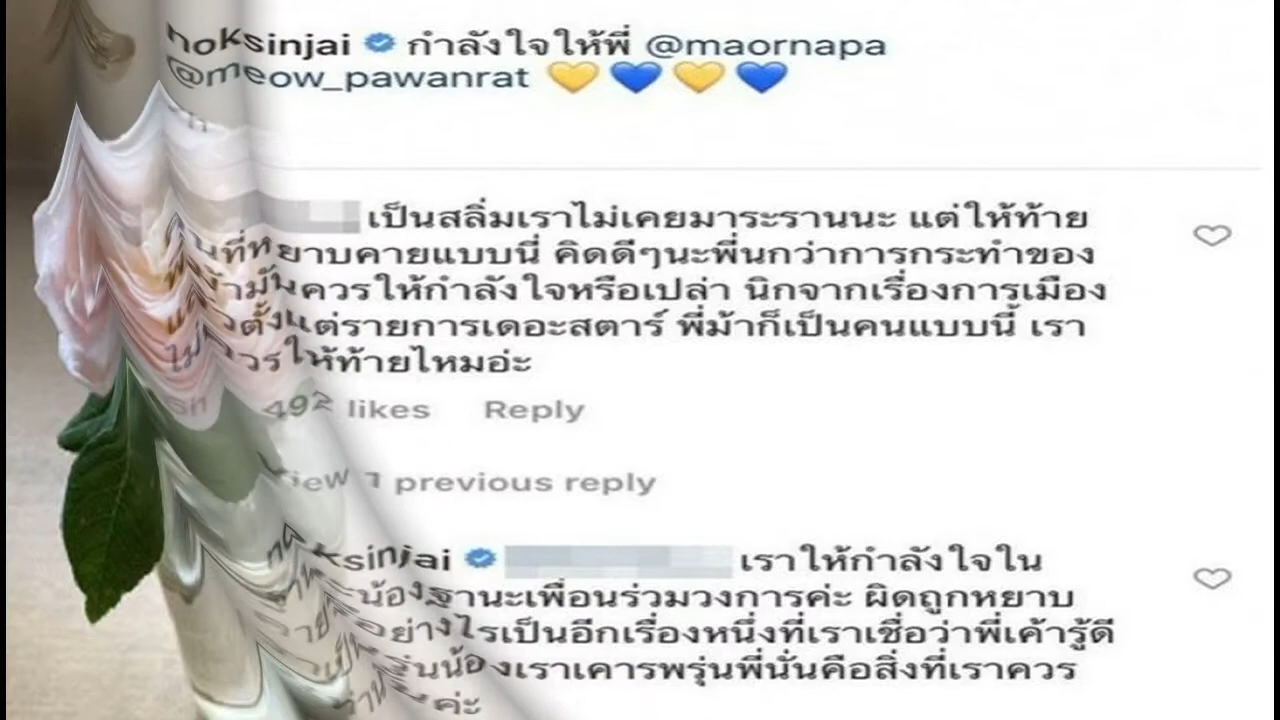 noksinjai กำลังใจให้พี่ @maornapa
@meow_pawanrat 💛💙💛💙
เป็นสลิ่มเราไม่เคยมาระรานนะ แต่ให้ท้าย
ที่หยาบคายแบบนี่ คิดดีๆนะพี่นกว่าการกระทำของ
ควรให้กำลังใจหรือเปล่า นิกจากเรื่องการเมือง
ตั้งแต่รายการเดอะสตาร์ พี่ม้าก็เป็นคนแบบนี้ เรา
ไม่ควรให้ท้ายไหมอ่ะ
492 likes Reply
View 1 previous reply
noksinjai เราให้กำลังใจใน
น้อง ฐานะเพื่อนร่วมวงการค่ะ ผิดถูกหยาบ
อย่างไรเป็นอีกเรื่องหนึ่งที่เราเชื่อว่าพี่เค้ารู้ดี
รุ่นน้องเราเคารพรุ่นพี่นั่นคือสิ่งที่เราควร
ค่ะ